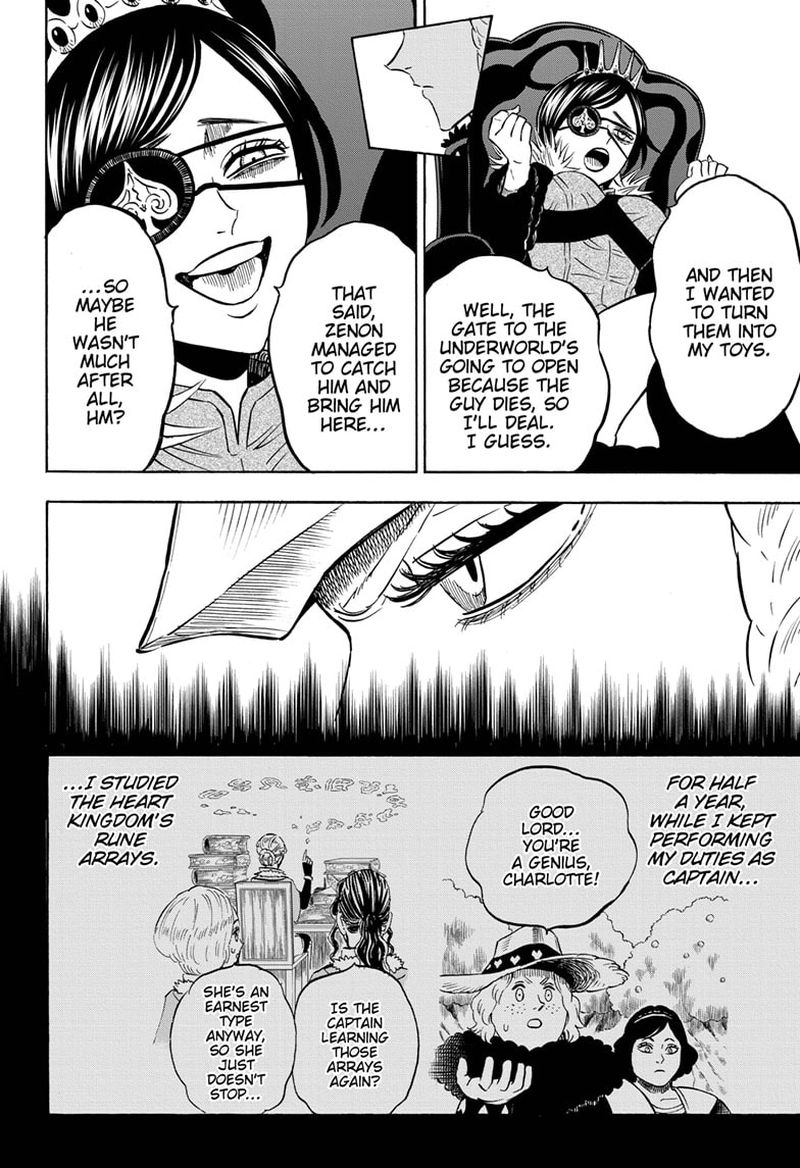 AND THEN
I WANTED
TO TURN
THEM INTO
MY TOYS.
WELL, THE
GATE TO THE
UNDERWORLD'S
GOING TO OPEN
BECAUSE THE
GUY DIES, SO
I'LL DEAL.
I GUESS.
THAT
SAID,
ZENON
MANAGED
TO CATCH
HIM AND
BRING HIM
HERE...
...SO
MAYBE
HE
WASN'T
MUCH
AFTER
ALL,
HM?
FOR HALF
A YEAR,
WHILE I KEPT
PERFORMING
MY DUTIES AS
CAPTAIN...
GOOD
LORD...
YOU'RE
A GENIUS,
CHARLOTTE!
...I STUDIED
THE HEART
KINGDOM'S
RUNE
ARRAYS.
IS THE
CAPTAIN
LEARNING
THOSE
ARRAYS
AGAIN?
SHE'S AN
EARNEST
TYPE
ANYWAY,
SO SHE
JUST
DOESN'T
STOP...